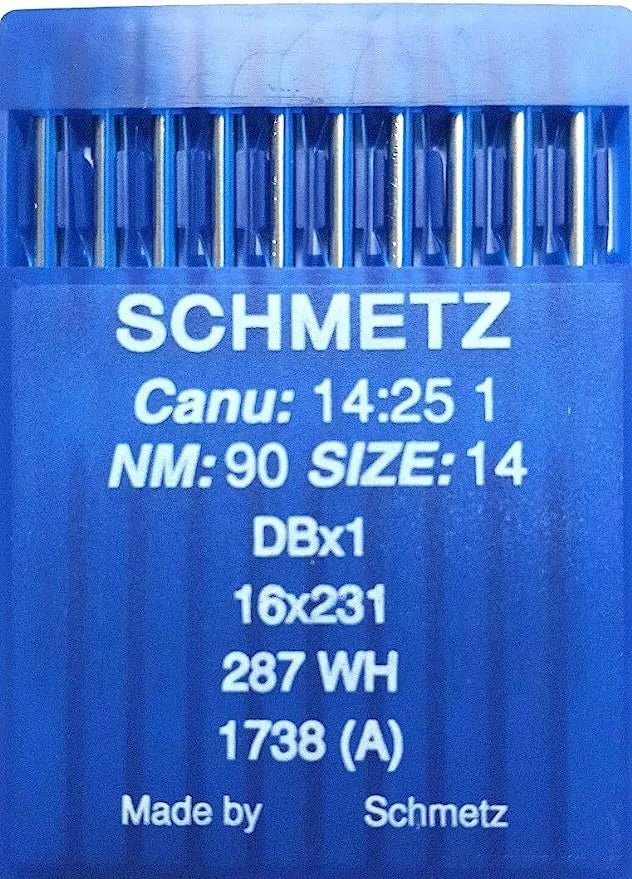 SCHMETZ
Canu: 14:25 1
NM: 90 SIZE: 14
DBx1
16x231
287 WH
1738 (A)
Made by Schmetz